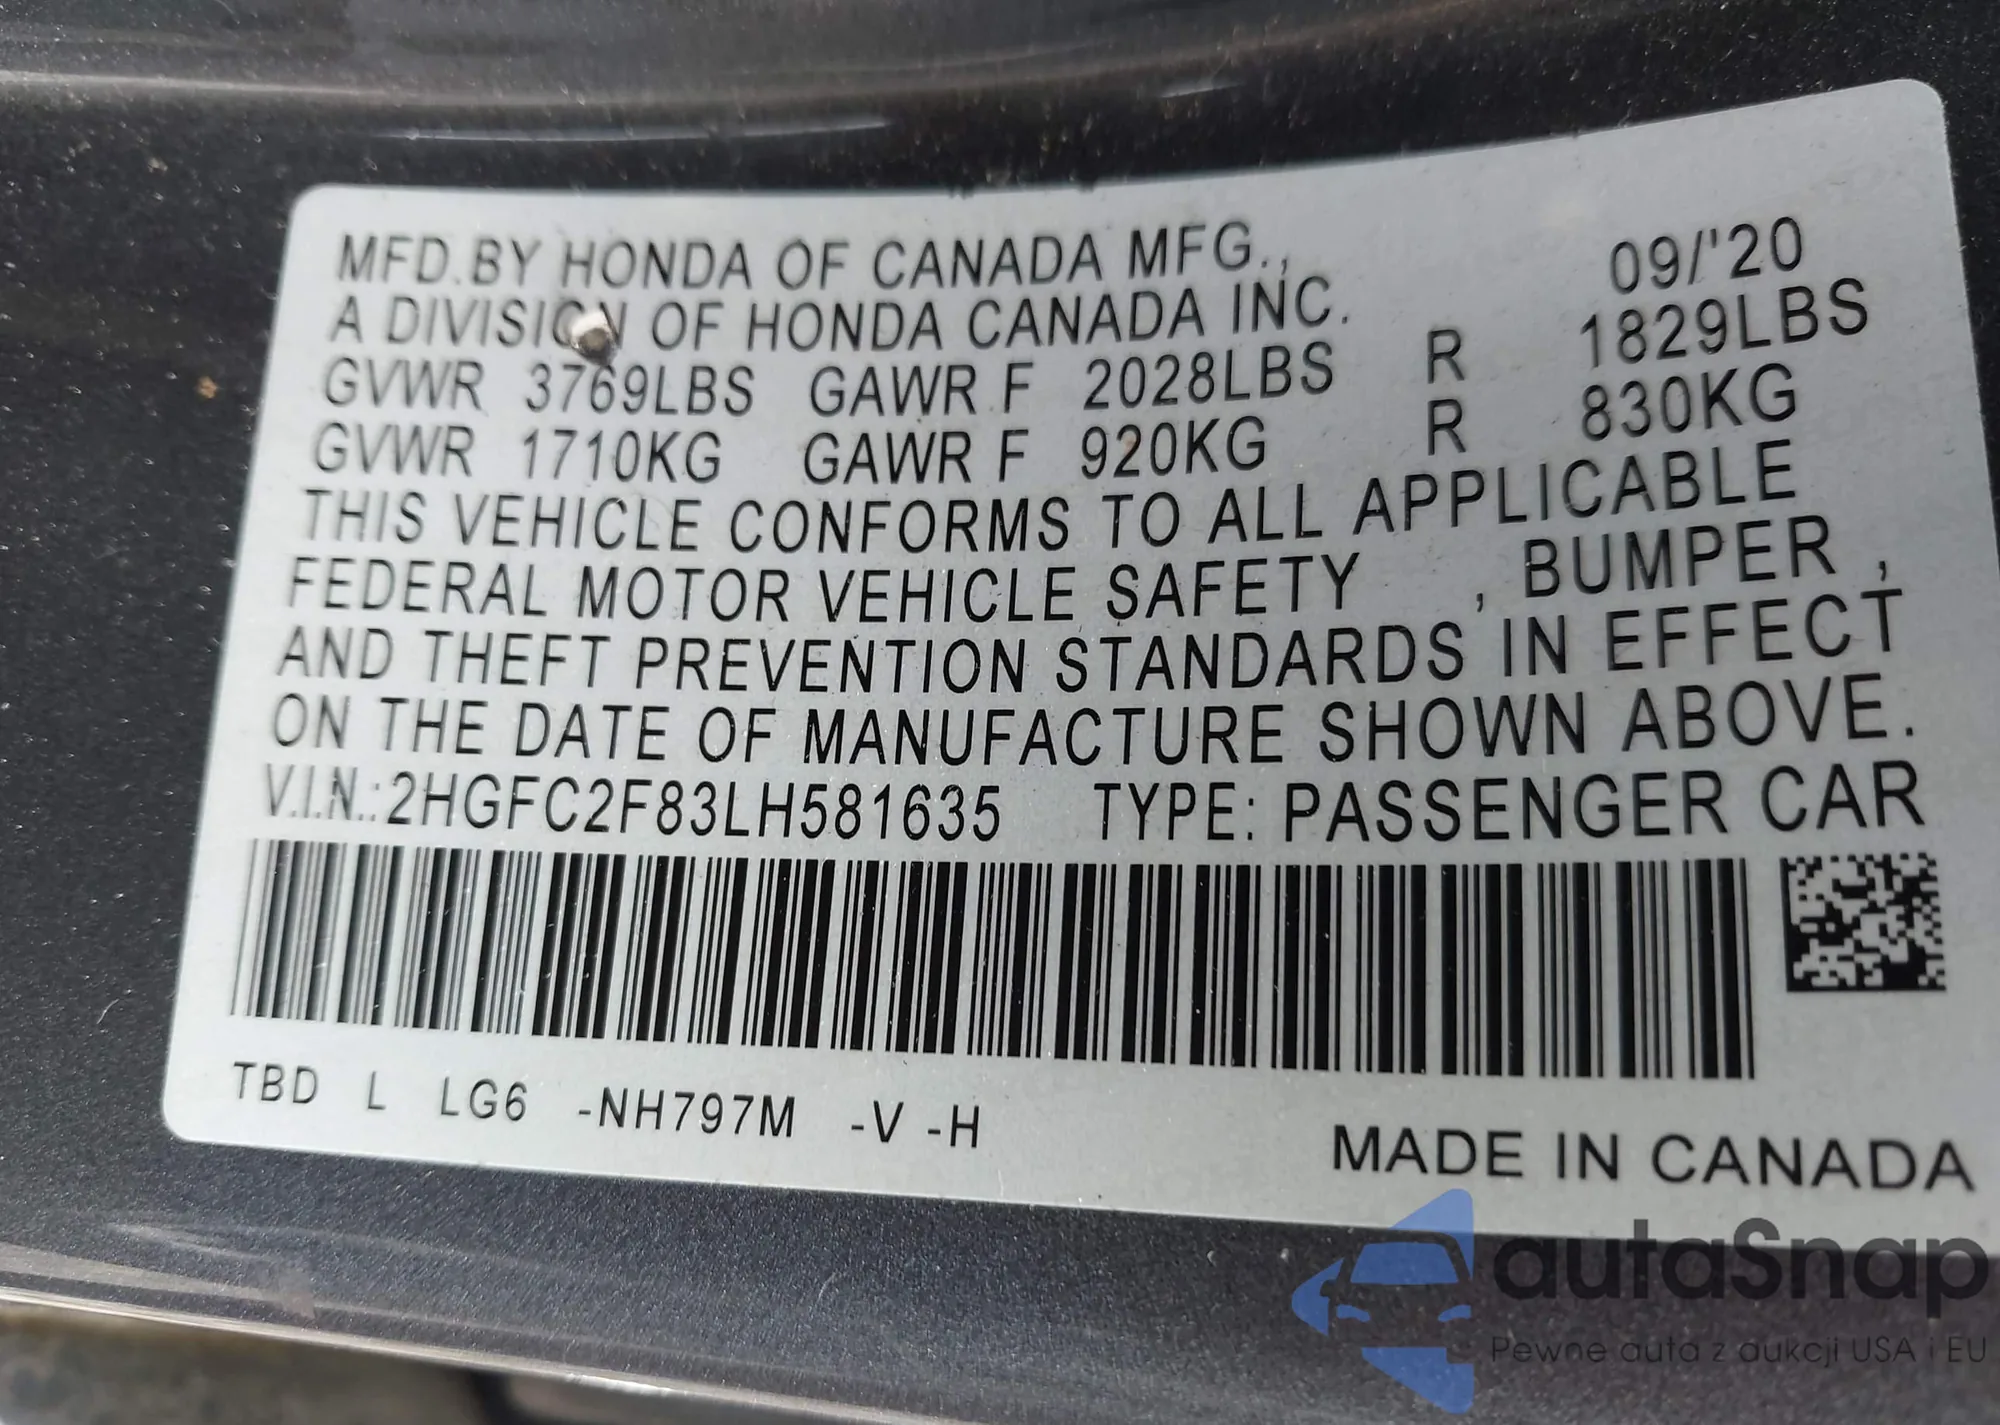 MFD.BY HONDA OF CANADA MFG., 09/'20
A DIVISION OF HONDA CANADA INC.
GVWR 3769LBS GAWR F 2028LBS R 1829LBS
GVWR 1710KG GAWR F 920KG R 830KG
THIS VEHICLE CONFORMS TO ALL APPLICABLE
FEDERAL MOTOR VEHICLE SAFETY , BUMPER ,
AND THEFT PREVENTION STANDARDS IN EFFECT
ON THE DATE OF MANUFACTURE SHOWN ABOVE.
V.I.N.:2HGFC2F83LH581635 TYPE: PASSENGER CAR
TBD L LG6 -NH797M -V -H
MADE IN CANADA
autaSnap
Pewne auta z aukcji USA i EU